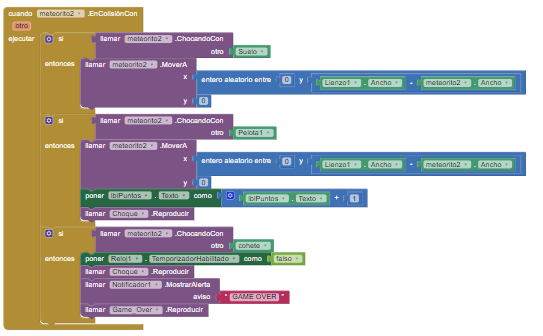 cuando meteorito2 .EnColisiónCon
otro
ejecutar si llamar meteorito2 .ChocandoCon
otro Suelo
entonces llamar meteorito2 .MoverA
x entero aleatorio entre 0 y Lienzo1 . Ancho - meteorito2 . Ancho
y 0
si llamar meteorito2 .ChocandoCon
otro Pelota1
entonces llamar meteorito2 .MoverA
x entero aleatorio entre 0 y Lienzo1 . Ancho - meteorito2 . Ancho
y 0
poner lblPuntos . Texto como lblPuntos . Texto + 1
llamar Choque .Reproducir
si llamar meteorito2 .ChocandoCon
otro cohete
entonces poner Reloj1 . TemporizadorHabilitado como falso
llamar Choque .Reproducir
llamar Notificador1 .MostrarAlerta
aviso " GAME OVER "
llamar Game_Over .Reproducir